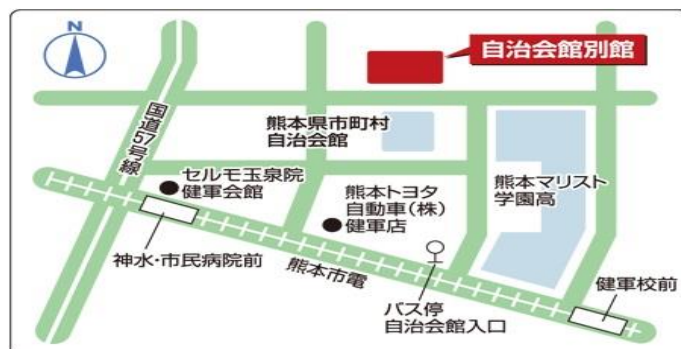 N
自治会館別館
国道57号線
熊本県市町村
自治会館
セルモ玉泉院
健軍会館
熊本トヨタ
自動車(株)
健軍店
熊本マリスト
学園高
神水・市民病院前
熊本市電
バス停
自治会館入口
健軍校前